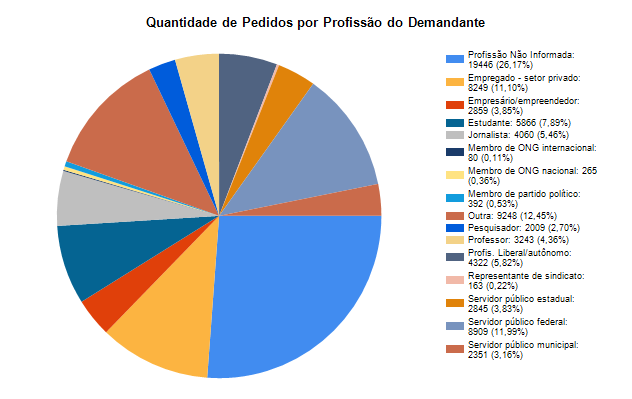 Quantidade de Pedidos por Profissão do Demandante
Profissão Não Informada:
19446 (26,17%)
Empregado - setor privado:
8249 (11,10%)
Empresário/empreendedor:
2859 (3,85%)
Estudante: 5866 (7,89%)
Jornalista: 4060 (5,46%)
Membro de ONG internacional:
80 (0,11%)
Membro de ONG nacional: 265
(0,36%)
Membro de partido político:
392 (0,53%)
Outra: 9248 (12,45%)
Pesquisador: 2009 (2,70%)
Professor: 3243 (4,36%)
Profis. Liberal/autônomo:
4322 (5,82%)
Representante de sindicato:
163 (0,22%)
Servidor público estadual:
2845 (3,83%)
Servidor público federal:
8909 (11,99%)
Servidor público municipal:
2351 (3,16%)